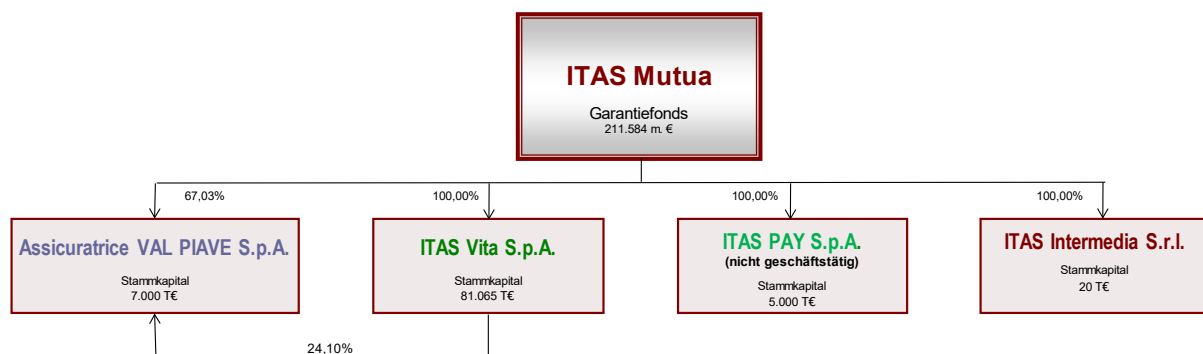 ITAS Mutua
Garantiefonds
211.584 m. €
67,03%
100,00%
100,00%
100,00%
Assicuratrice VAL PIAVE S.p.A.
Stammkapital
7.000 T€
ITAS Vita S.p.A.
Stammkapital
81.065 T€
ITAS PAY S.p.A.
(nicht geschäftstätig)
Stammkapital
5.000 T€
ITAS Intermedia S.r.l.
Stammkapital
20 T€
24,10%